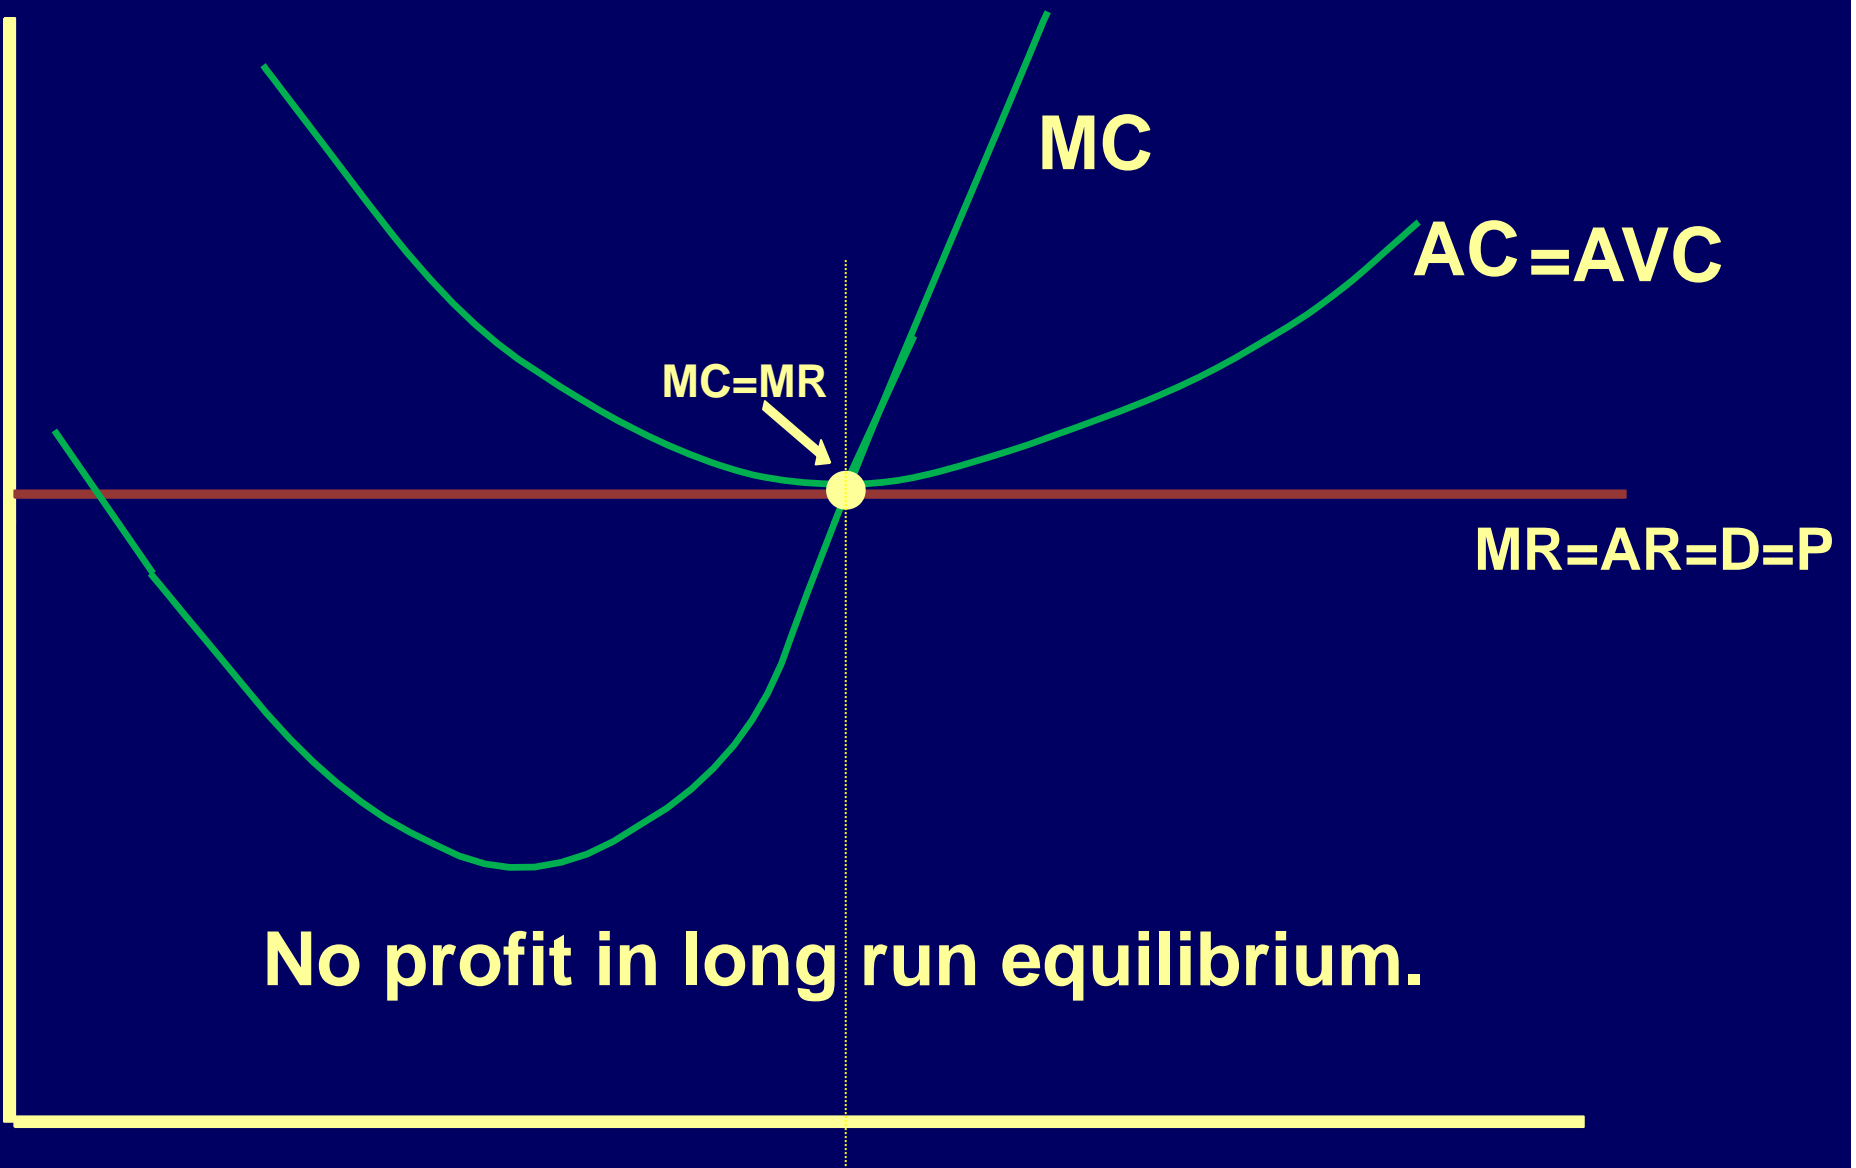 MC
AC=AVC
MC=MR
MR=AR=D=P
No profit in long run equilibrium.